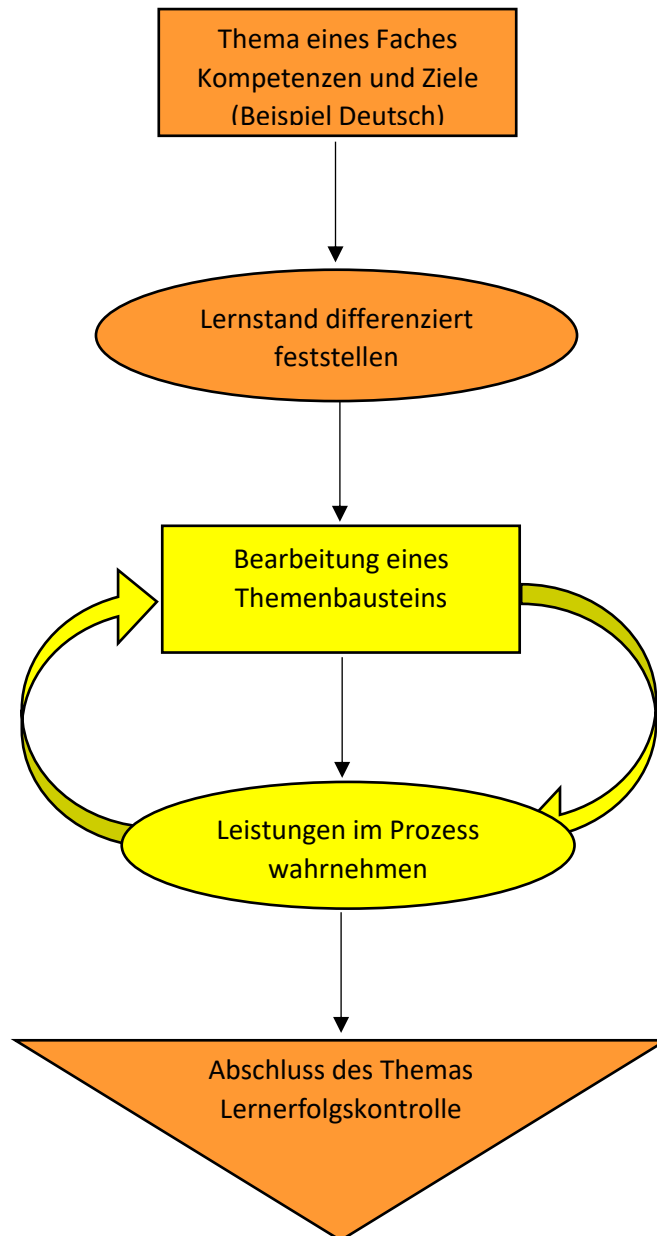 Thema eines Faches
Kompetenzen und Ziele
(Beispiel Deutsch)
Lernstand differenziert
feststellen
Bearbeitung eines
Themenbausteins
Leistungen im Prozess
wahrnehmen
Abschluss des Themas
Lernerfolgskontrolle